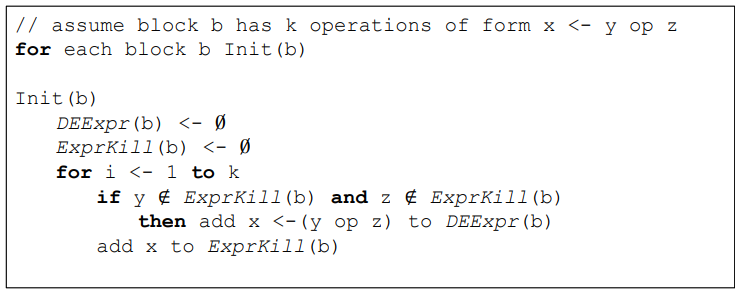 // assume block b has k operations of form x <- y op z
for each block b Init(b)
Init(b)
DEExpr(b) <- Ø
ExprKill(b) <- Ø
for i <- 1 to k
if y ∉ ExprKill(b) and z ∉ ExprKill(b)
then add x <-(y op z) to DEExpr(b)
add x to ExprKill(b)